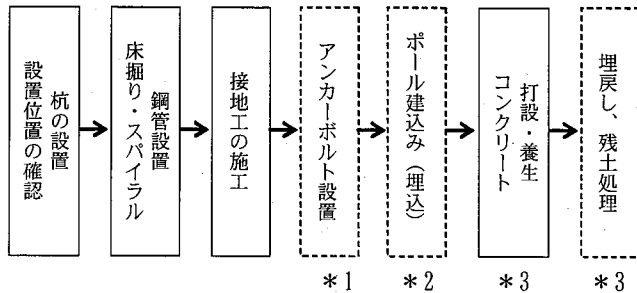 杭の設置
設置位置の確認
鋼管設置
床掘り・スパイラル
接地工の施工
アンカーボルト設置
ポール建込み（埋込）
打設・養生
コンクリート
埋戻し、残土処理
＊1
＊2
＊3
＊3